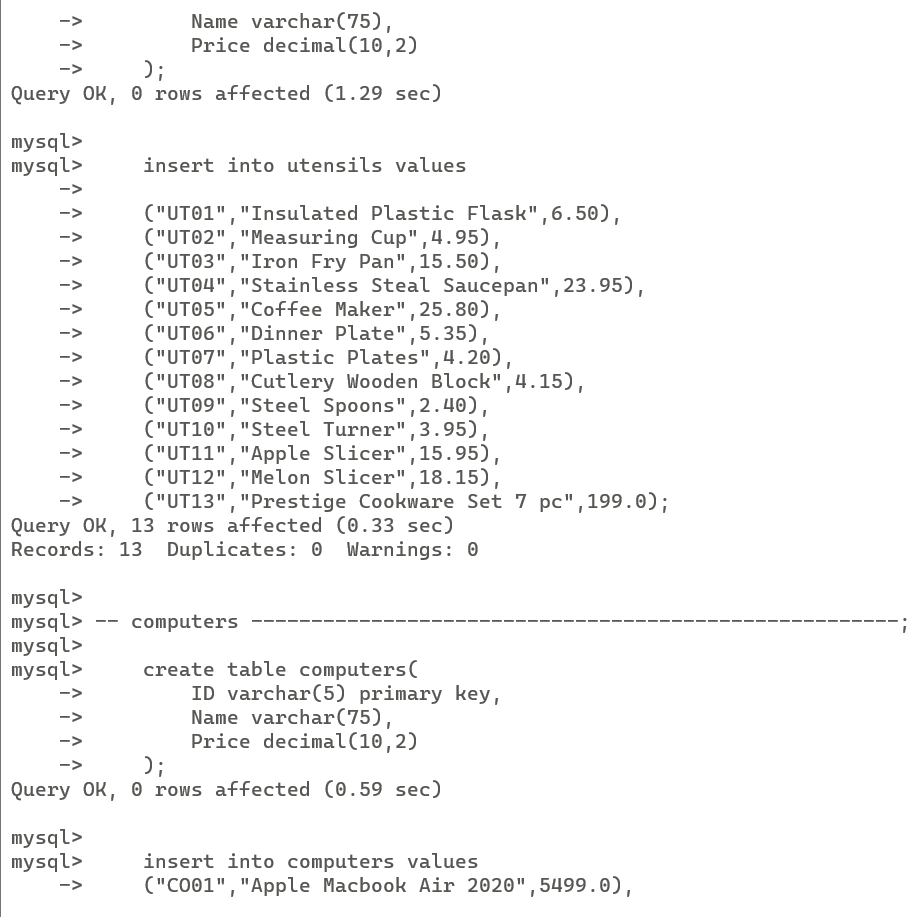 ->         Name varchar(75),
    ->         Price decimal(10,2)
    ->     );
Query OK, 0 rows affected (1.29 sec)

mysql>
mysql>     insert into utensils values
    ->
    ->     ("UT01","Insulated Plastic Flask",6.50),
    ->     ("UT02","Measuring Cup",4.95),
    ->     ("UT03","Iron Fry Pan",15.50),
    ->     ("UT04","Stainless Steal Saucepan",23.95),
    ->     ("UT05","Coffee Maker",25.80),
    ->     ("UT06","Dinner Plate",5.35),
    ->     ("UT07","Plastic Plates",4.20),
    ->     ("UT08","Cutlery Wooden Block",4.15),
    ->     ("UT09","Steel Spoons",2.40),
    ->     ("UT10","Steel Turner",3.95),
    ->     ("UT11","Apple Slicer",15.95),
    ->     ("UT12","Melon Slicer",18.15),
    ->     ("UT13","Prestige Cookware Set 7 pc",199.0);
Query OK, 13 rows affected (0.33 sec)
Records: 13  Duplicates: 0  Warnings: 0

mysql>
mysql> -- computers ------------------------------------------------------;
mysql>
mysql>     create table computers(
    ->         ID varchar(5) primary key,
    ->         Name varchar(75),
    ->         Price decimal(10,2)
    ->     );
Query OK, 0 rows affected (0.59 sec)

mysql>
mysql>     insert into computers values
    ->     ("CO01","Apple Macbook Air 2020",5499.0),